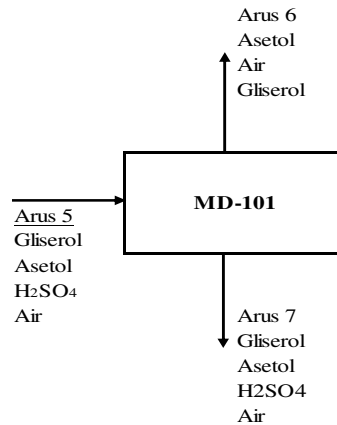 Arus 6
Asetol
Air
Gliserol
MD-101
Arus 5
Gliserol
Asetol
H₂SO₄
Air
Arus 7
Gliserol
Asetol
H2SO4
Air